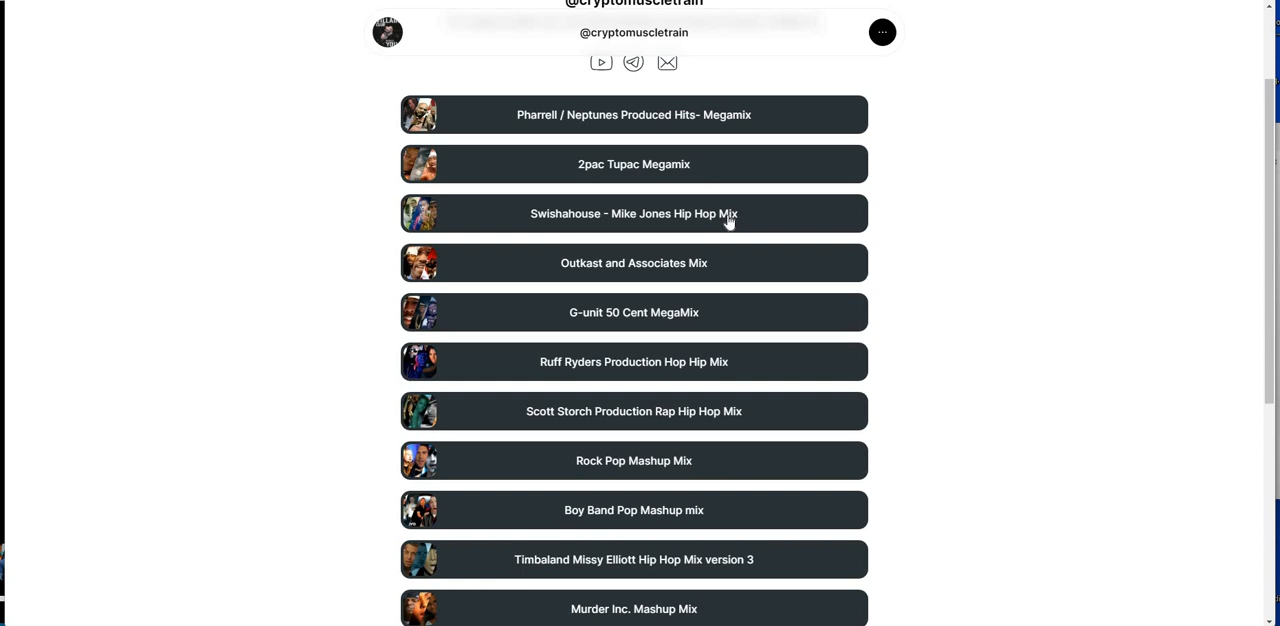 @cryptomuscletrain
@cryptomuscletrain
Pharrell / Neptunes Produced Hits- Megamix
2pac Tupac Megamix
Swishahouse - Mike Jones Hip Hop Mix
Outkast and Associates Mix
G-unit 50 Cent MegaMix
Ruff Ryders Production Hop Hip Mix
Scott Storch Production Rap Hip Hop Mix
Rock Pop Mashup Mix
Boy Band Pop Mashup mix
Timbaland Missy Elliott Hip Hop Mix version 3
Murder Inc. Mashup Mix